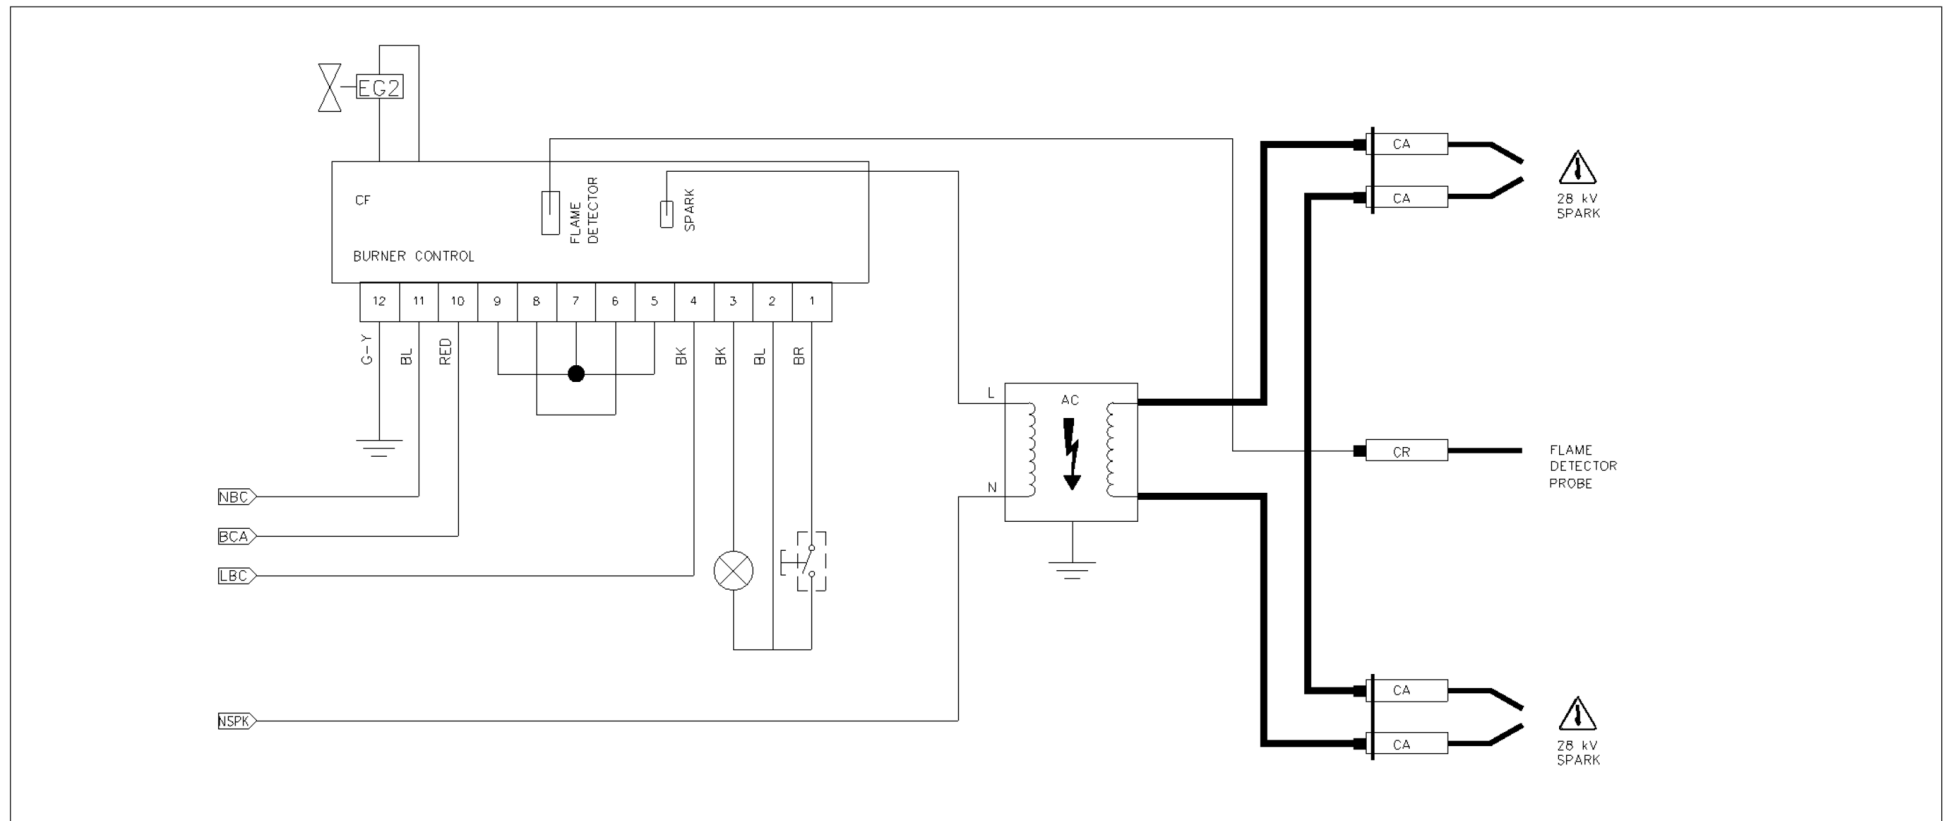 EG2
CF
FLAME
DETECTOR
SPARK
BURNER CONTROL
12 11 10 9 8 7 6 5 4 3 2 1
G-Y
BL
RED
BK
BK
BL
BR
NBC
BCA
LBC
NSPK
L
N
AC
CA
CA
28 kV
SPARK
CR
FLAME
DETECTOR
PROBE
CA
CA
28 kV
SPARK